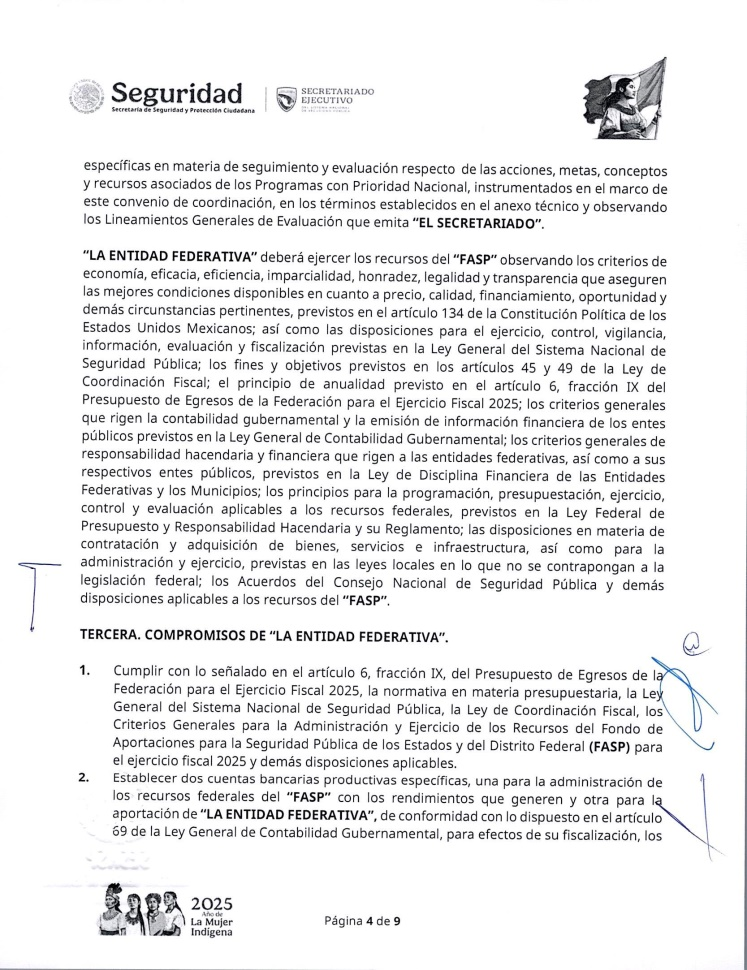 Seguridad
Secretaría de Seguridad y Protección Ciudadana
SECRETARIADO
EJECUTIVO
DEL SISTEMA NACIONAL
DE SEGURIDAD PÚBLICA
específicas en materia de seguimiento y evaluación respecto de las acciones, metas, conceptos
y recursos asociados de los Programas con Prioridad Nacional, instrumentados en el marco de
este convenio de coordinación, en los términos establecidos en el anexo técnico y observando
los Lineamientos Generales de Evaluación que emita “EL SECRETARIADO”.
“LA ENTIDAD FEDERATIVA” deberá ejercer los recursos del “FASP” observando los criterios de
economía, eficacia, eficiencia, imparcialidad, honradez, legalidad y transparencia que aseguren
las mejores condiciones disponibles en cuanto a precio, calidad, financiamiento, oportunidad y
demás circunstancias pertinentes, previstos en el artículo 134 de la Constitución Política de los
Estados Unidos Mexicanos; así como las disposiciones para el ejercicio, control, vigilancia,
información, evaluación y fiscalización previstas en la Ley General del Sistema Nacional de
Seguridad Pública; los fines y objetivos previstos en los artículos 45 y 49 de la Ley de
Coordinación Fiscal; el principio de anualidad previsto en el artículo 6, fracción IX del
Presupuesto de Egresos de la Federación para el Ejercicio Fiscal 2025; los criterios generales
que rigen la contabilidad gubernamental y la emisión de información financiera de los entes
públicos previstos en la Ley General de Contabilidad Gubernamental; los criterios generales de
responsabilidad hacendaria y financiera que rigen a las entidades federativas, así como a sus
respectivos entes públicos, previstos en la Ley de Disciplina Financiera de las Entidades
Federativas y los Municipios; los principios para la programación, presupuestación, ejercicio,
control y evaluación aplicables a los recursos federales, previstos en la Ley Federal de
Presupuesto y Responsabilidad Hacendaria y su Reglamento; las disposiciones en materia de
contratación y adquisición de bienes, servicios e infraestructura, así como para la
administración y ejercicio, previstas en las leyes locales en lo que no se contrapongan a la
legislación federal; los Acuerdos del Consejo Nacional de Seguridad Pública y demás
disposiciones aplicables a los recursos del “FASP”.
TERCERA. COMPROMISOS DE “LA ENTIDAD FEDERATIVA”.
1. Cumplir con lo señalado en el artículo 6, fracción IX, del Presupuesto de Egresos de la
Federación para el Ejercicio Fiscal 2025, la normativa en materia presupuestaria, la Ley
General del Sistema Nacional de Seguridad Pública, la Ley de Coordinación Fiscal, los
Criterios Generales para la Administración y Ejercicio de los Recursos del Fondo de
Aportaciones para la Seguridad Pública de los Estados y del Distrito Federal (FASP) para
el ejercicio fiscal 2025 y demás disposiciones aplicables.
2. Establecer dos cuentas bancarias productivas específicas, una para la administración de
los recursos federales del “FASP” con los rendimientos que generen y otra para la
aportación de “LA ENTIDAD FEDERATIVA”, de conformidad con lo dispuesto en el artículo
69 de la Ley General de Contabilidad Gubernamental, para efectos de su fiscalización, los
2025
Año de
La Mujer
Indígena
Página 4 de 9